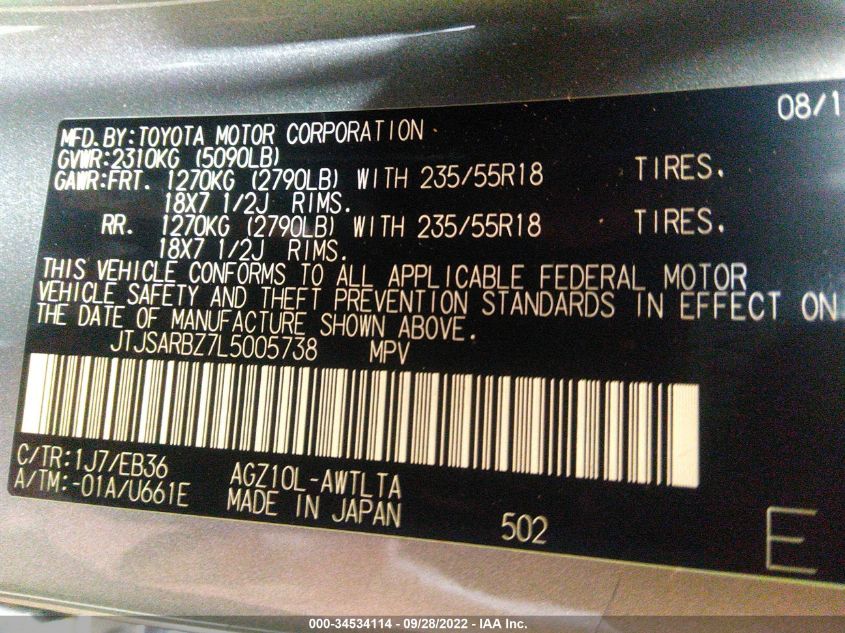 08/1
MFD.BY:TOYOTA MOTOR CORPORATION
GVWR:2310KG (5090LB)
GAWR:FRT. 1270KG (2790LB) WITH 235/55R18 TIRES.
18X7 1/2J RIMS.
RR. 1270KG (2790LB) WITH 235/55R18 TIRES.
18X7 1/2J RIMS.
THIS VEHICLE CONFORMS TO ALL APPLICABLE FEDERAL MOTOR
VEHICLE SAFETY AND THEFT PREVENTION STANDARDS IN EFFECT ON
THE DATE OF MANUFACTURE SHOWN ABOVE.
JTJSARBZ7L5005738 MPV
C/TR:1J7/EB36 AGZ10L-AWTLTA
A/TM:-01A/U661E MADE IN JAPAN 502 E
000-34534114 - 09/28/2022 - IAA Inc.